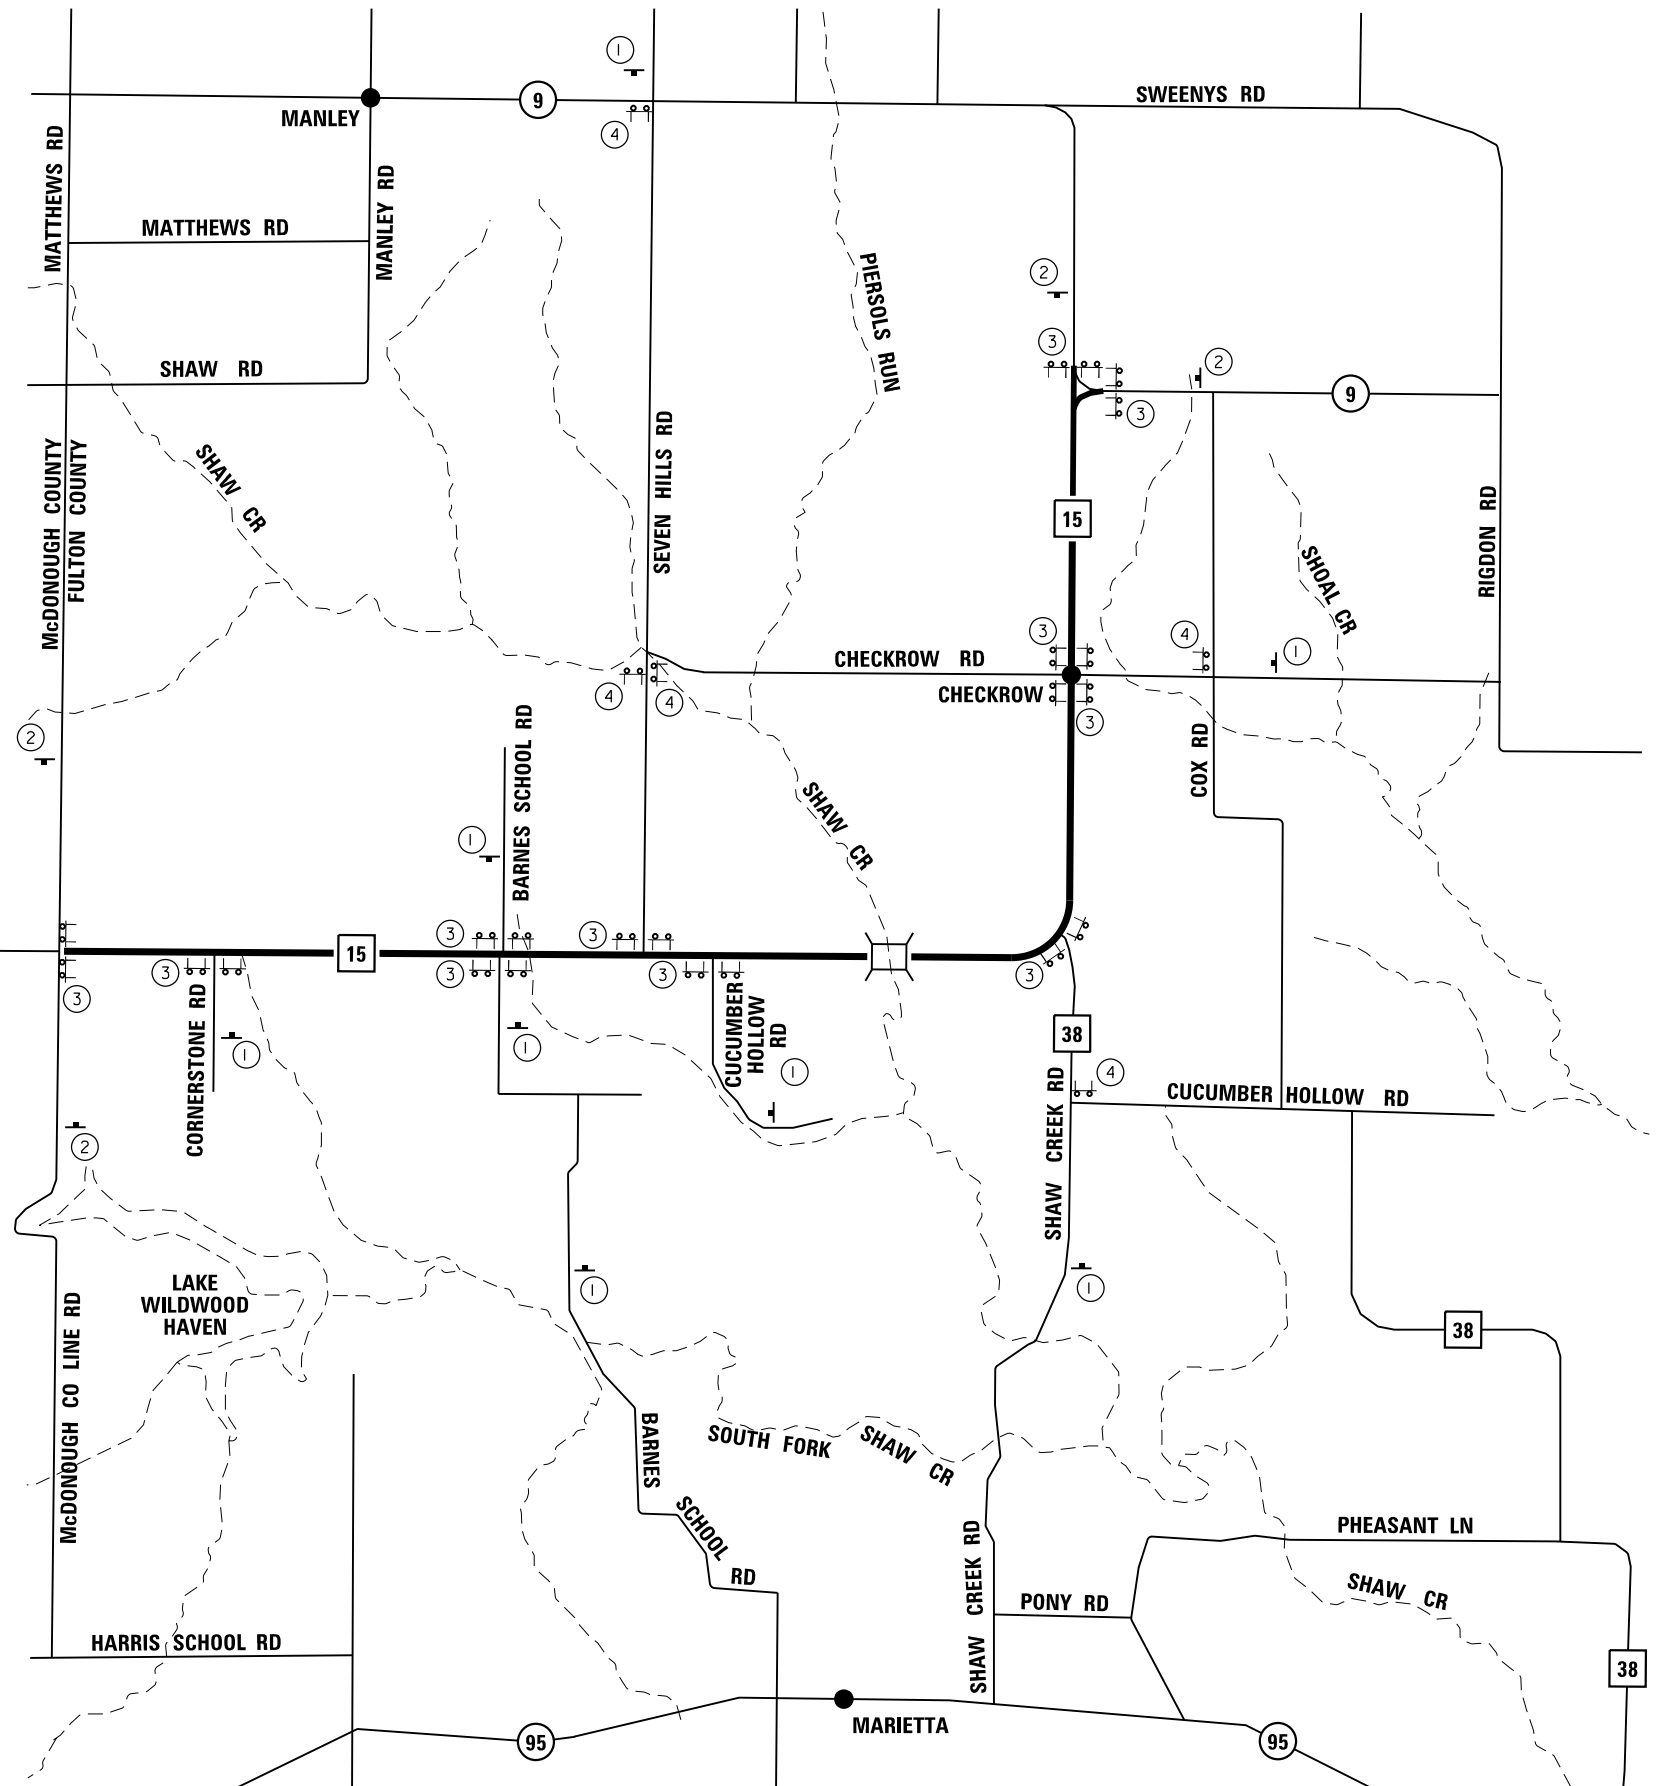 1
9
SWEENYS RD
MANLEY
4
MATTHEWS RD
MANLEY RD
MATTHEWS RD
PIERSOLS RUN
2
3
2
SHAW RD
9
3
SEVEN HILLS RD
McDONOUGH COUNTY
FULTON COUNTY
SHAW CR
15
RIGDON RD
SHOAL CR
3
4
1
CHECKROW RD
4
4
CHECKROW
3
2
BARNES SCHOOL RD
COX RD
SHAW CR
1
3
3
15
3
3
3
3
3
CORNERSTONE RD
CUCUMBER
HOLLOW
RD
1
1
1
38
4
SHAW CREEK RD
CUCUMBER HOLLOW RD
2
LAKE
WILDWOOD
HAVEN
1
1
38
McDONOUGH CO LINE RD
BARNES
SCHOOL
RD
SOUTH FORK
SHAW CR
SHAW CREEK RD
PHEASANT LN
PONY RD
SHAW CR
HARRIS SCHOOL RD
38
MARIETTA
95
95